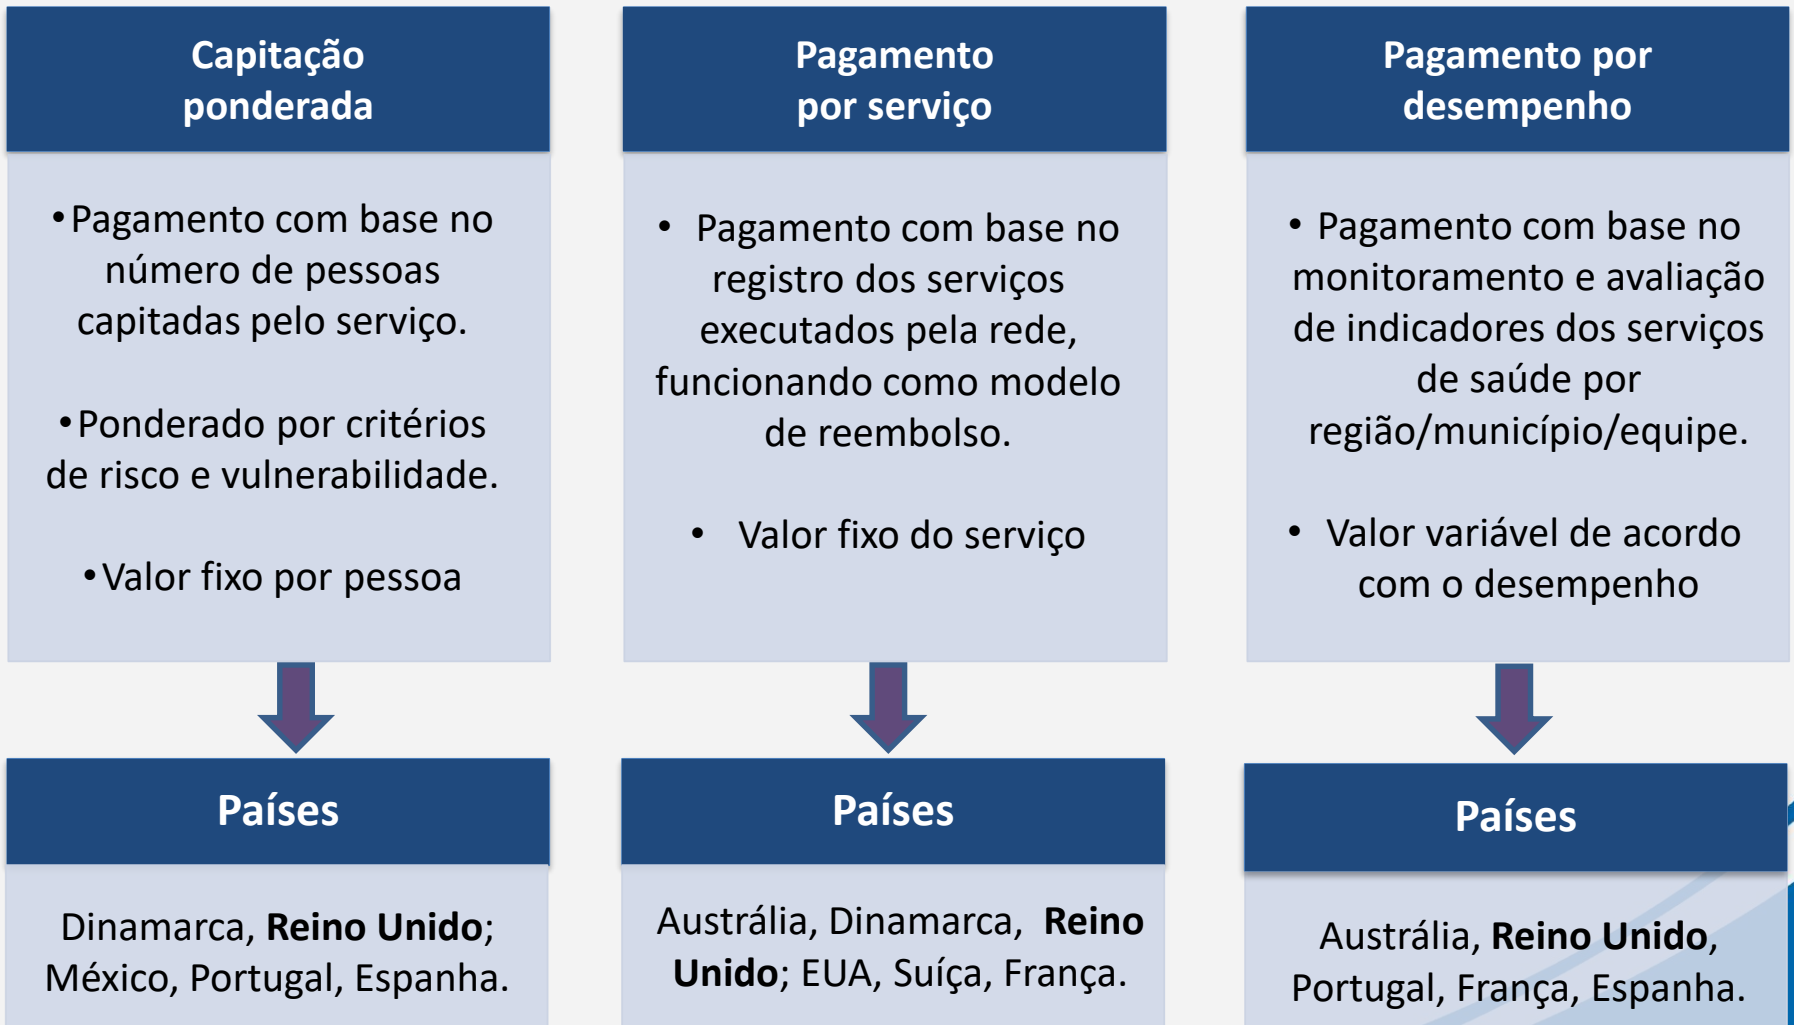 Capitação
ponderada
•Pagamento com base no
número de pessoas
capitadas pelo serviço.
•Ponderado por critérios
de risco e vulnerabilidade.
•Valor fixo por pessoa
Países
Dinamarca, Reino Unido;
México, Portugal, Espanha.
Pagamento
por serviço
• Pagamento com base no
registro dos serviços
executados pela rede,
funcionando como modelo
de reembolso.
• Valor fixo do serviço
Países
Austrália, Dinamarca, Reino
Unido; EUA, Suíça, França.
Pagamento por
desempenho
• Pagamento com base no
monitoramento e avaliação
de indicadores dos serviços
de saúde por
região/município/equipe.
• Valor variável de acordo
com o desempenho
Países
Austrália, Reino Unido,
Portugal, França, Espanha.